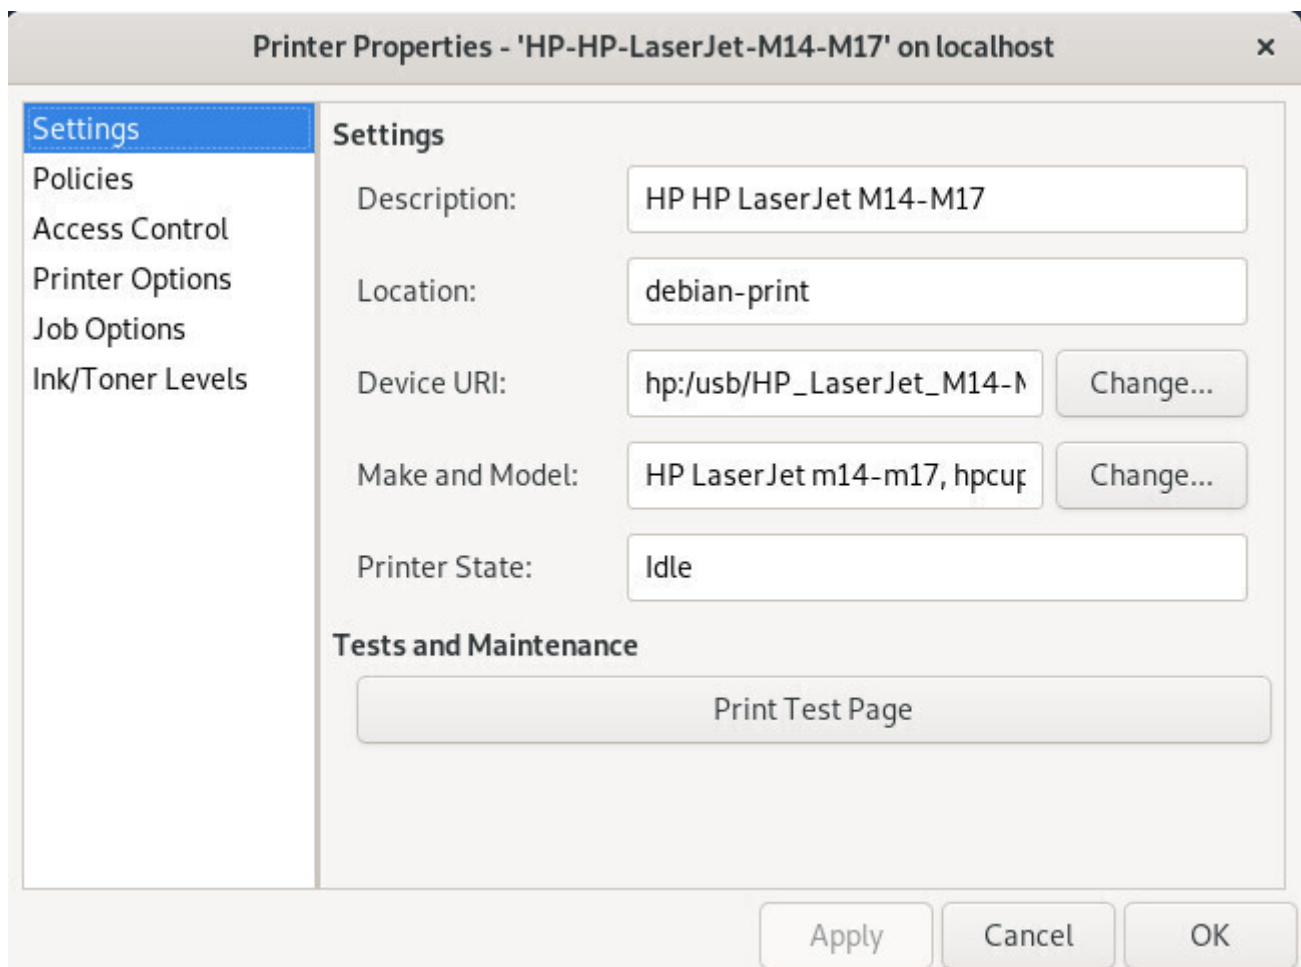 Printer Properties - 'HP-HP-LaserJet-M14-M17' on localhost
Settings
Policies
Access Control
Printer Options
Job Options
Ink/Toner Levels
Settings
Description: HP HP LaserJet M14-M17
Location: debian-print
Device URI: hp:/usb/HP_LaserJet_M14- Change...
Make and Model: HP LaserJet m14-m17, hpcup Change...
Printer State: Idle
Tests and Maintenance
Print Test Page
Apply Cancel OK